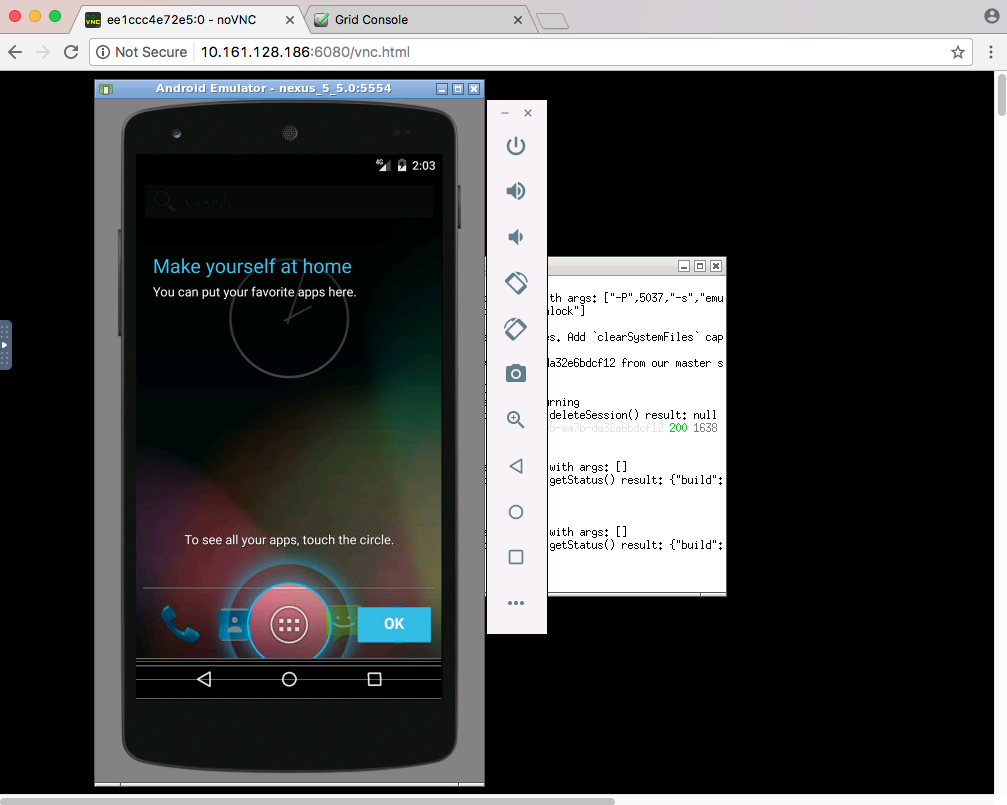 ee1ccc4e72e5:0 - noVNC
Grid Console
Not Secure 10.161.128.186:6080/vnc.html
Android Emulator - nexus_5_5.0:5554
4G 2:03
Google
Make yourself at home
You can put your favorite apps here.
To see all your apps, touch the circle.
OK
th args: ["-P",5037,"-s","emu
lock"]
es. Add `clearSystemFiles` cap
da32e6bdcf12 from our master s
rning
deleteSession() result: null
b-aa7b-da32e6bdcf12 200 1638
with args: []
getStatus() result: {"build":
with args: []
getStatus() result: {"build":